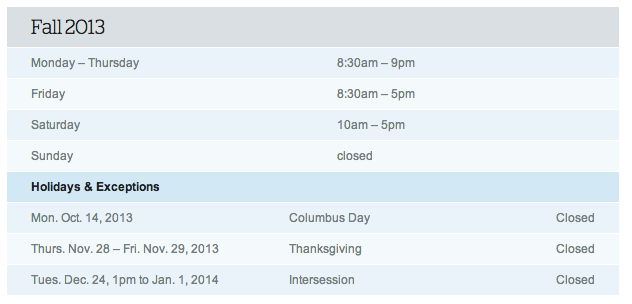 Fall 2013
Monday – Thursday 8:30am – 9pm
Friday 8:30am – 5pm
Saturday 10am – 5pm
Sunday closed
Holidays & Exceptions
Mon. Oct. 14, 2013 Columbus Day Closed
Thurs. Nov. 28 – Fri. Nov. 29, 2013 Thanksgiving Closed
Tues. Dec. 24, 1pm to Jan. 1, 2014 Intersession Closed